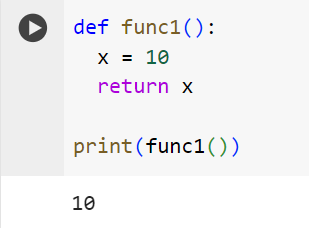 def func1():
  x = 10
  return x

print(func1())
10